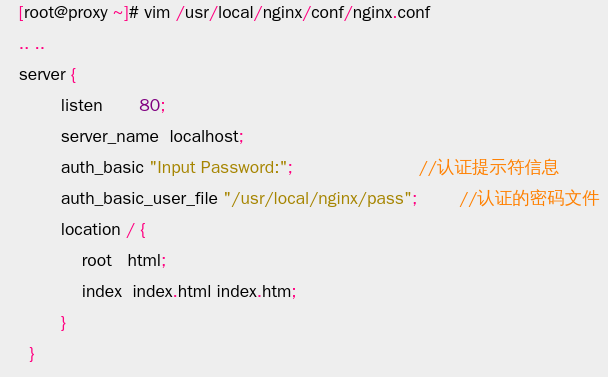 [root@proxy ~]# vim /usr/local/nginx/conf/nginx.conf
.. ..
server {
listen 80;
server_name localhost;
auth_basic "Input Password:"; //认证提示符信息
auth_basic_user_file "/usr/local/nginx/pass"; //认证的密码文件
location / {
root html;
index index.html index.htm;
}
}